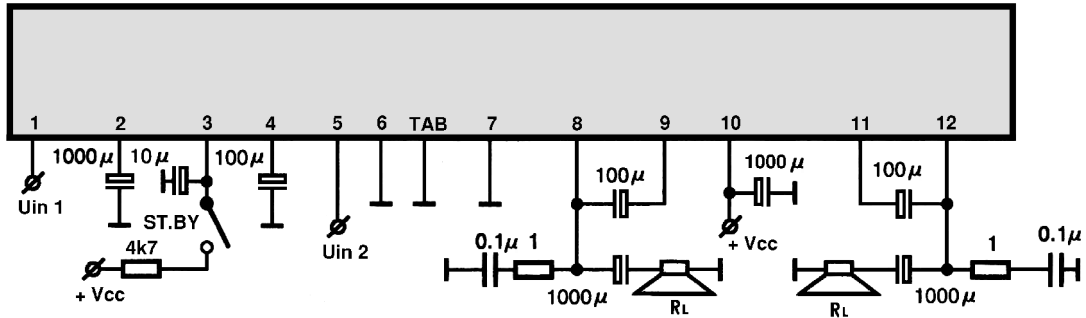 1 2 3 4 5 6 TAB 7 8 9 10 11 12
1000μ 10μ 100μ
100μ 1000μ 100μ
Uin 1 ST.BY Uin 2 + Vcc
4k7 0.1μ 1 1 0.1μ
+ Vcc 1000μ RL RL 1000μ